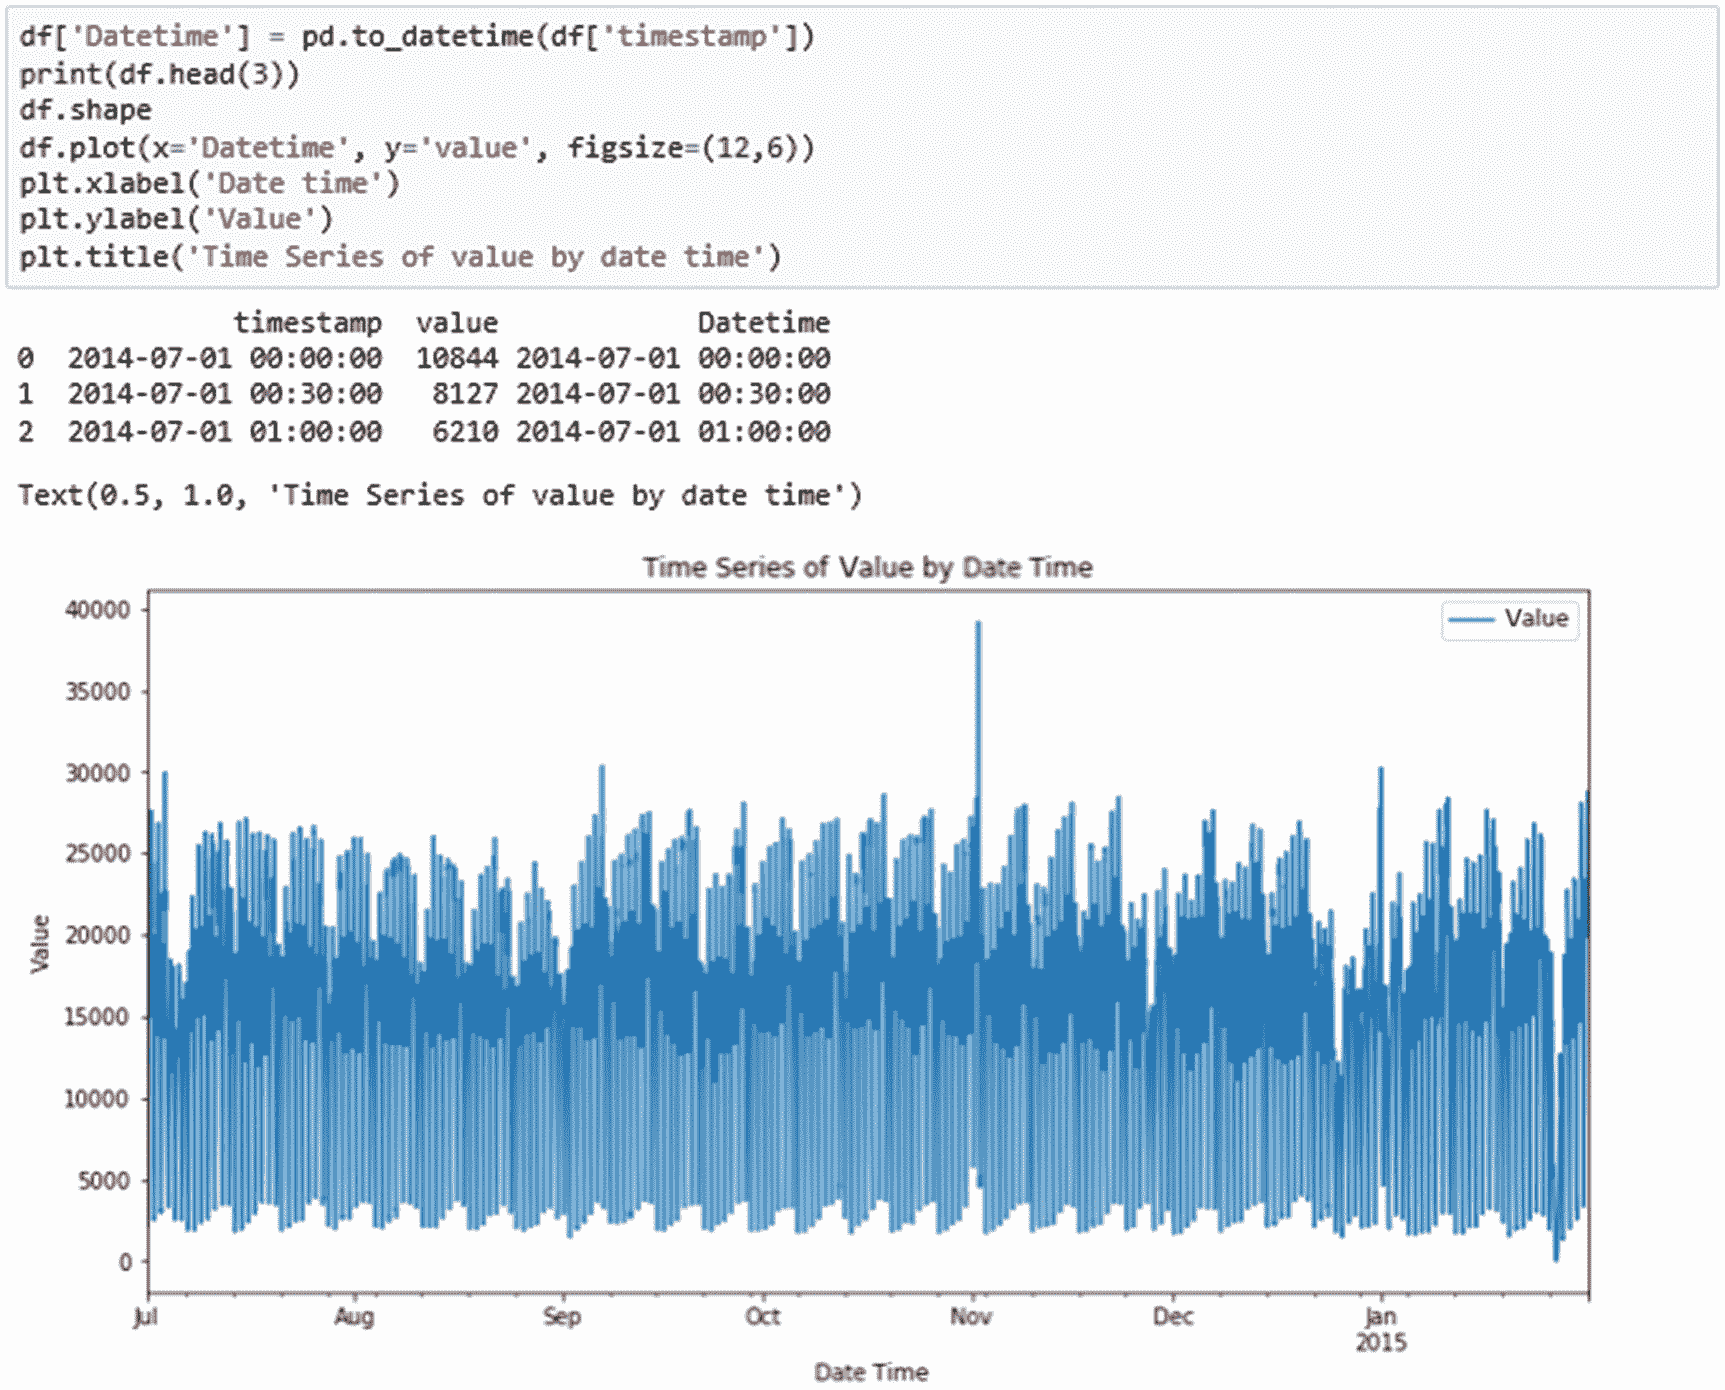 df['Datetime'] = pd.to_datetime(df['timestamp'])
print(df.head(3))
df.shape
df.plot(x='Datetime', y='value', figsize=(12,6))
plt.xlabel('Date time')
plt.ylabel('Value')
plt.title('Time Series of value by date time')
timestamp value Datetime
0 2014-07-01 00:00:00 10844 2014-07-01 00:00:00
1 2014-07-01 00:30:00 8127 2014-07-01 00:30:00
2 2014-07-01 01:00:00 6210 2014-07-01 01:00:00
Text(0.5, 1.0, 'Time Series of value by date time')
Time Series of Value by Date Time
Value
40000
35000
30000
25000
20000
15000
10000
5000
0
Value
Jul Aug Sep Oct Nov Dec Jan
2015
Date Time